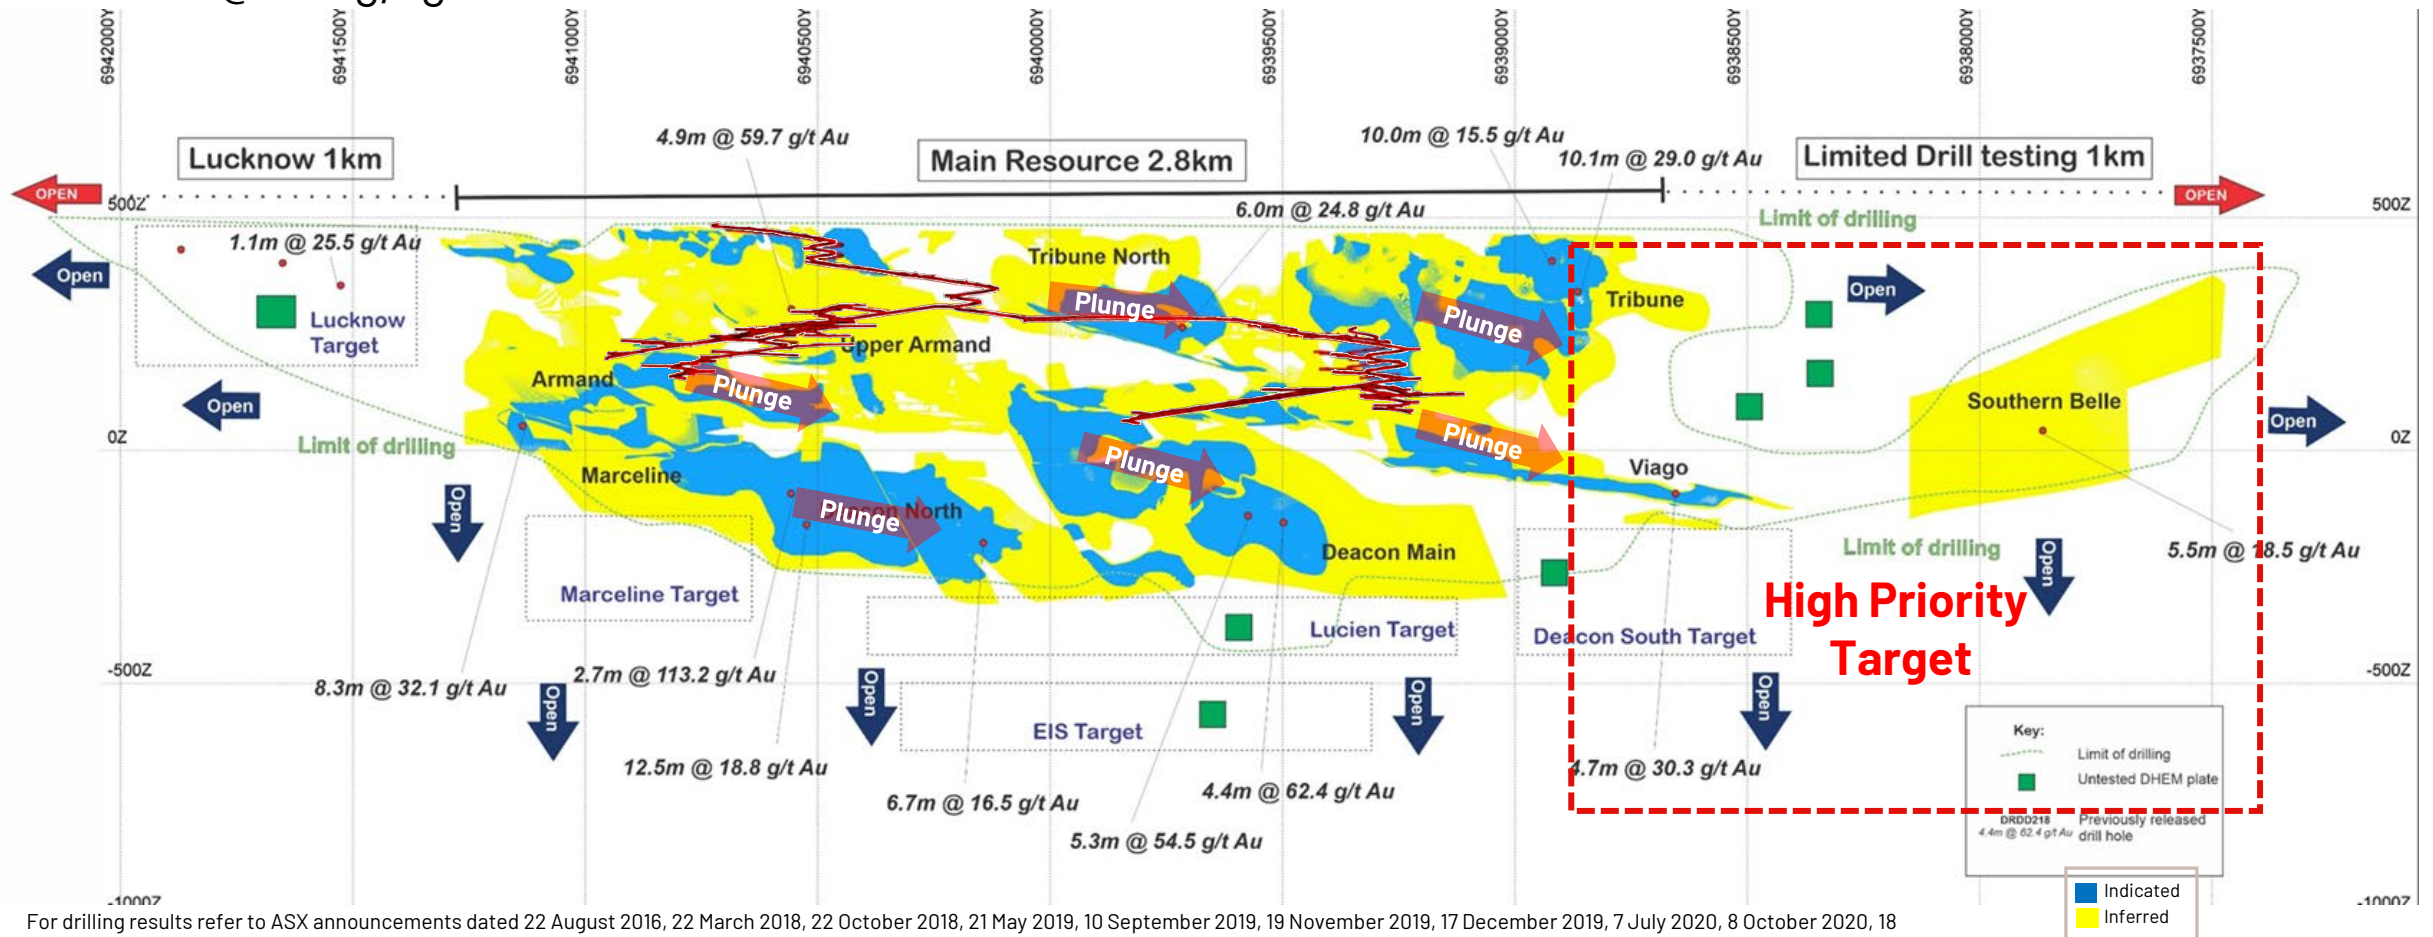 6942000Y
6941500Y
6941000Y
6940500Y
6940000Y
6939500Y
6939000Y
6938500Y
6938000Y
6937500Y
4.9m @ 59.7 g/t Au
10.0m @ 15.5 g/t Au
10.1m @ 29.0 g/t Au
Lucknow 1km
Main Resource 2.8km
Limited Drill testing 1km
OPEN
OPEN
500Z
500Z
6.0m @ 24.8 g/t Au
Limit of drilling
1.1m @ 25.5 g/t Au
Tribune North
Open
Open
Plunge
Tribune
Plunge
Lucknow
Target
Upper Armand
Armand
Plunge
Southern Belle
Open
Open
0Z
0Z
Limit of drilling
Plunge
Plunge
Viago
Marceline
Open
North
Plunge
Deacon Main
Limit of drilling
5.5m @ 18.5 g/t Au
Open
Marceline Target
High Priority
Target
Lucien Target
Deacon South Target
-500Z
-500Z
8.3m @ 32.1 g/t Au
2.7m @ 113.2 g/t Au
Open
Open
Open
Open
EIS Target
12.5m @ 18.8 g/t Au
6.7m @ 16.5 g/t Au
4.4m @ 62.4 g/t Au
4.7m @ 30.3 g/t Au
5.3m @ 54.5 g/t Au
Key:
Limit of drilling
Untested DHEM plate
DRDD218
4.4m @ 62.4 g/t Au
Previously released
drill hole
-1000Z
-1000Z
Indicated
Inferred
For drilling results refer to ASX announcements dated 22 August 2016, 22 March 2018, 22 October 2018, 21 May 2019, 10 September 2019, 19 November 2019, 17 December 2019, 7 July 2020, 8 October 2020, 18